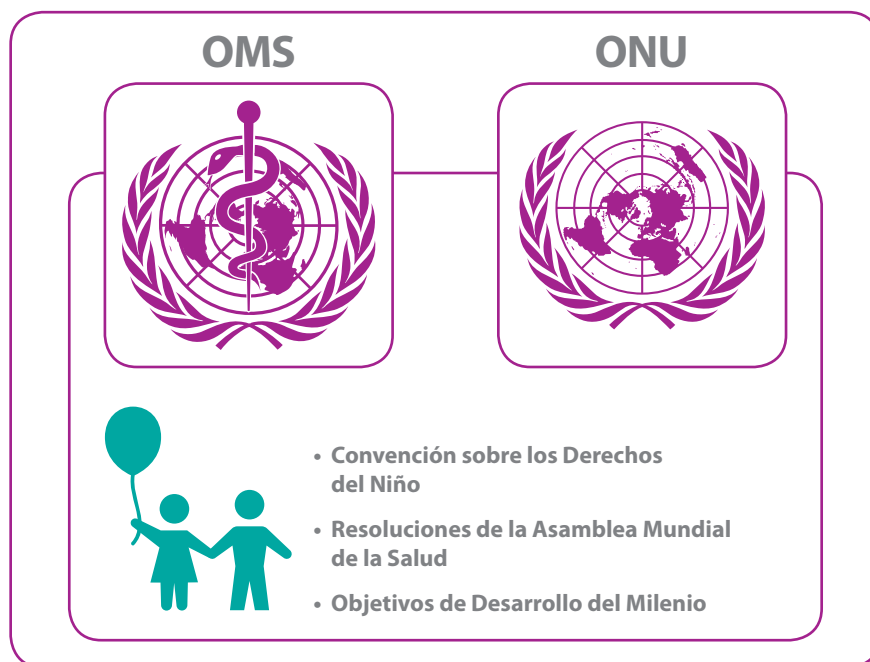 OMS
ONU
• Convención sobre los Derechos
del Niño
• Resoluciones de la Asamblea Mundial
de la Salud
• Objetivos de Desarrollo del Milenio